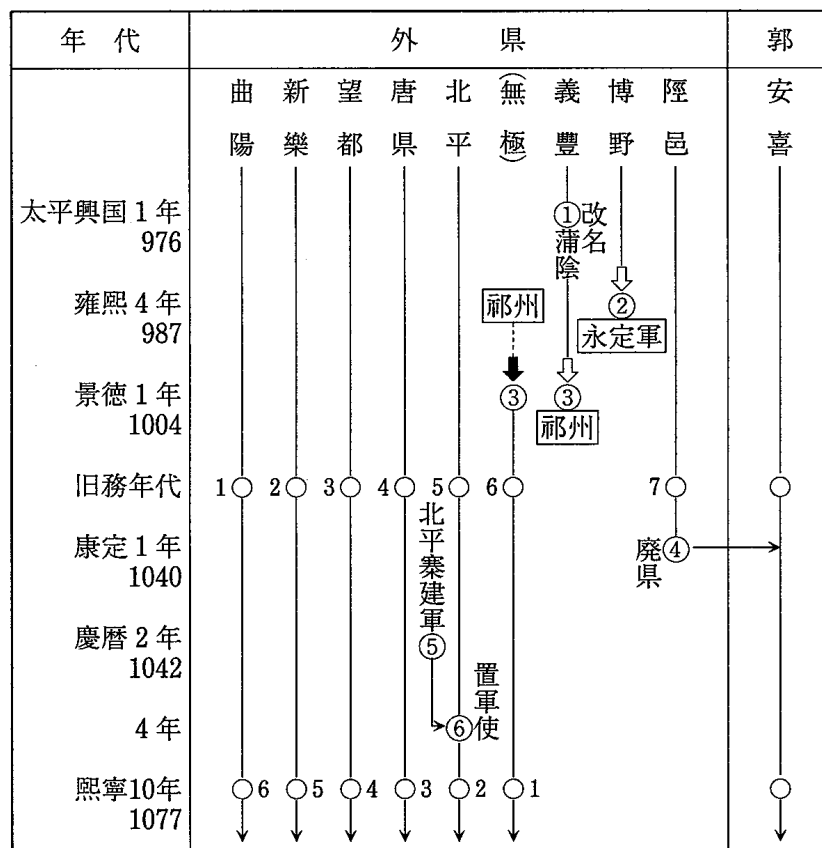 年代 外県 郭
曲陽 新樂 望都 唐県 北平 (無極) 義豊 博野 陘邑 安喜
太平興国1年 ①改名 蒲陰
976
雍熙4年 祁州 ②
987 永定軍
景徳1年 ③ ③
1004 祁州
旧務年代 1 2 3 4 5 6 7
北平寨建軍
康定1年 廃県 ④
1040
慶暦2年 ⑤
1042
置軍使
4年 ⑥
熙寧10年 6 5 4 3 2 1
1077